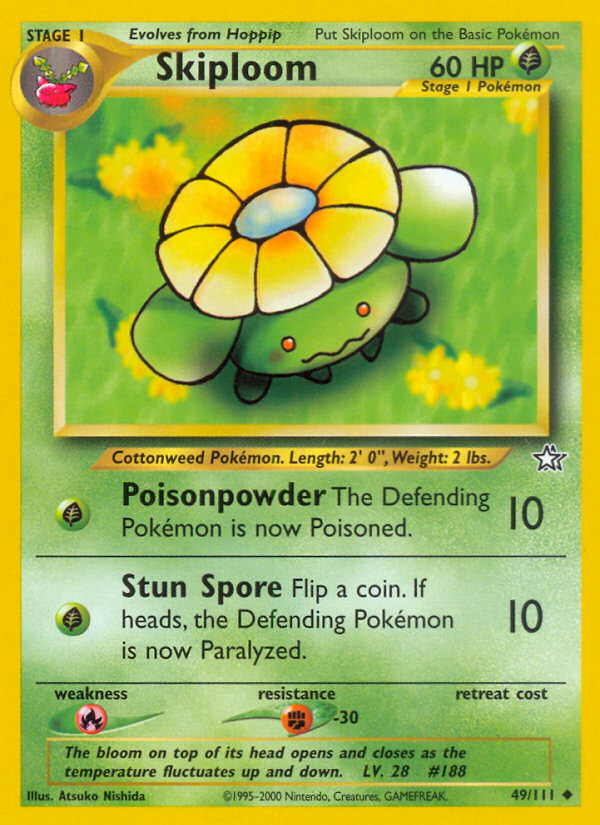 STAGE 1 Evolves from Hoppip Put Skiploom on the Basic Pokémon
Skiploom 60 HP
Stage 1 Pokémon
Cottonweed Pokémon. Length: 2' 0", Weight: 2 lbs.
Poisonpowder The Defending
Pokémon is now Poisoned. 10
Stun Spore Flip a coin. If
heads, the Defending Pokémon 10
is now Paralyzed.
weakness resistance retreat cost
-30
The bloom on top of its head opens and closes as the
temperature fluctuates up and down. LV. 28 #188
Illus. Atsuko Nishida ©1995-2000 Nintendo, Creatures, GAMEFREAK. 49/111